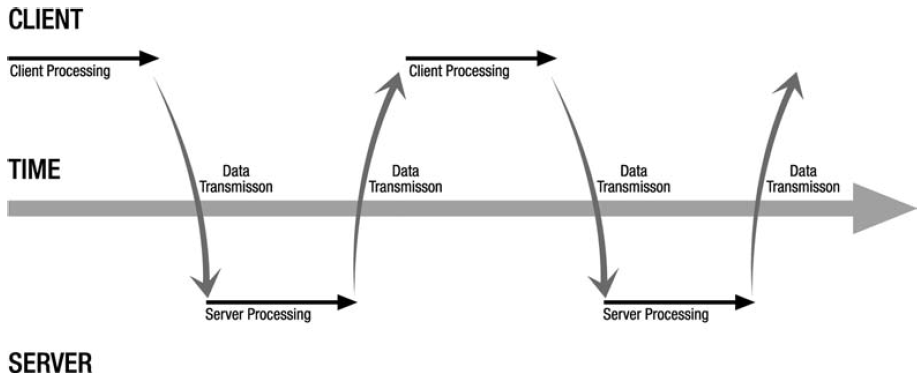 CLIENT
Client Processing
Client Processing
TIME
Data
Transmisson
Data
Transmisson
Data
Transmisson
Data
Transmisson
Server Processing
Server Processing
SERVER